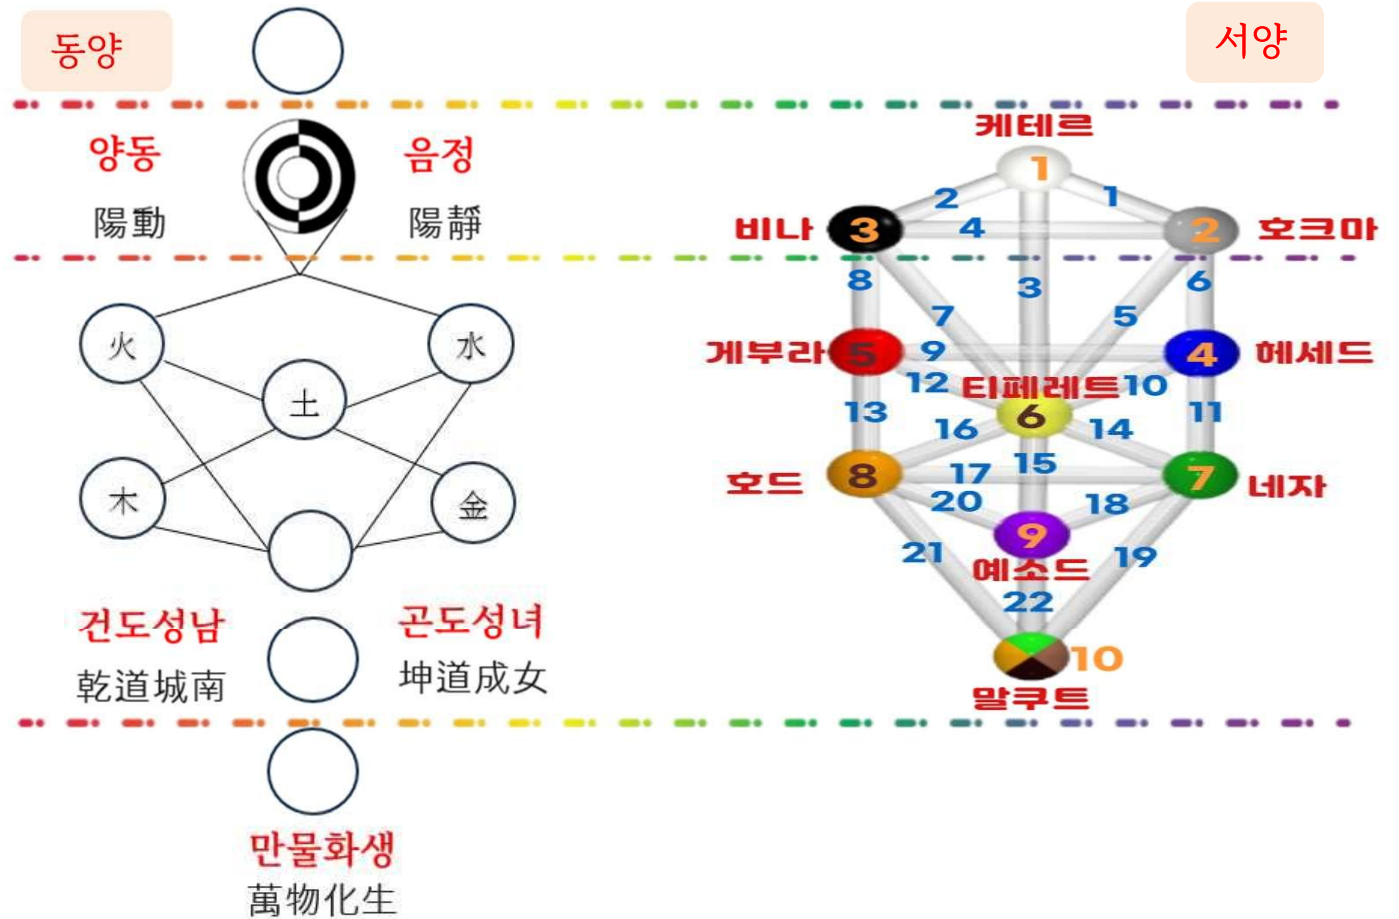 동양
서양
양동
陽動
음정
陽靜
火
水
土
木
金
건도성남
乾道城南
곤도성녀
坤道成女
만물화생
萬物化生
케테르
1
2
1
비나
3
4
2
호크마
8
3
6
7
5
게부라
5
9
4
헤세드
12
티페레트
10
13
6
11
16
14
15
호드
8
17
7
네자
20
18
9
21
19
예소드
22
10
말쿠트